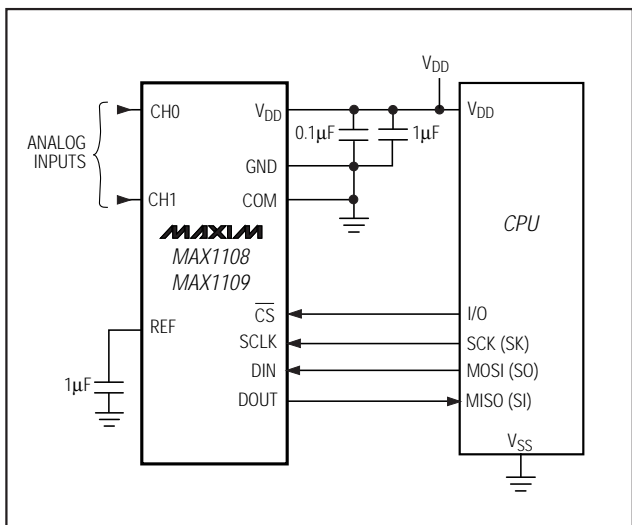 V_DD
CH0
V_DD
V_DD
ANALOG
INPUTS
0.1µF
1µF
GND
CH1
COM
CPU
MAXIM
MAX1108
MAX1109
C̅S̅
I/O
REF
SCLK
SCK (SK)
DIN
MOSI (SO)
1µF
DOUT
MISO (SI)
V_SS